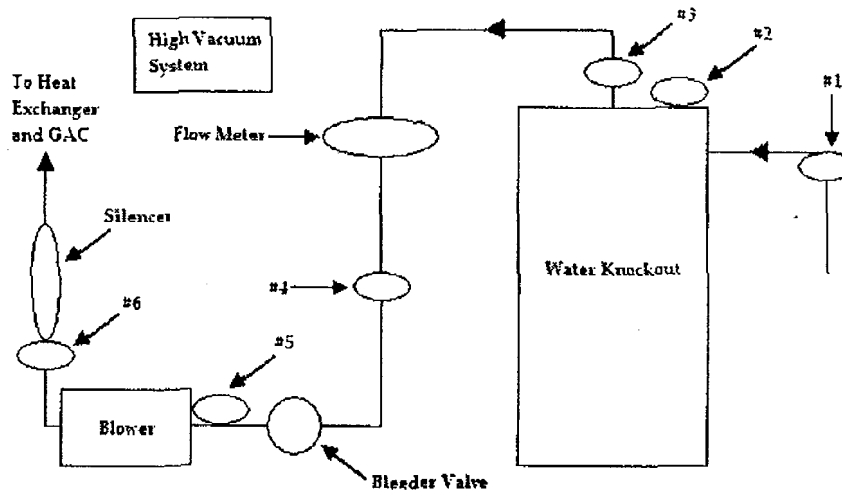 High Vacuum
System
#3
#2
#1
To Heat
Exchanger
and GAC
Flow Meter
Silencer
Water Knockout
#4
#6
#5
Blower
Bleeder Valve